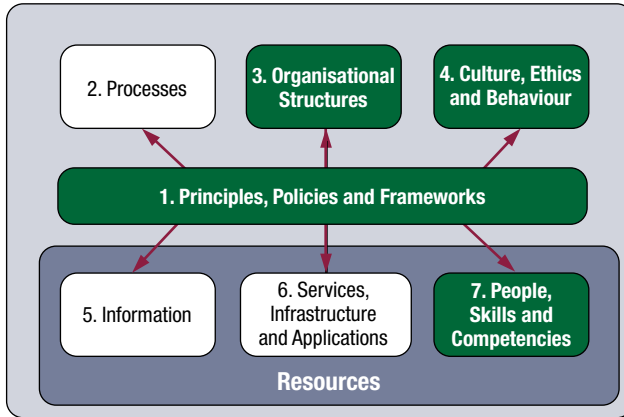 2. Processes
3. Organisational
Structures
4. Culture, Ethics
and Behaviour
1. Principles, Policies and Frameworks
5. Information
6. Services,
Infrastructure
and Applications
7. People,
Skills and
Competencies
Resources